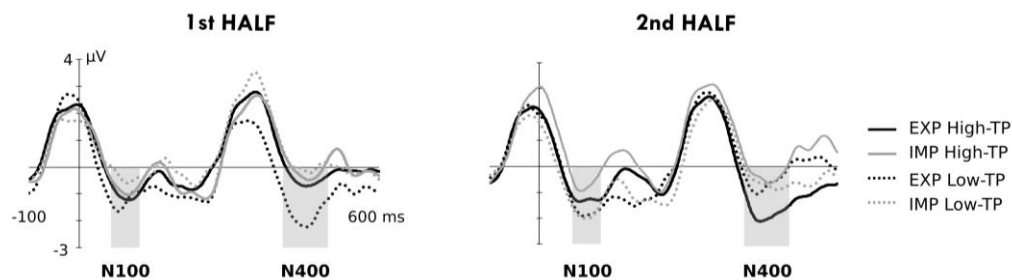 1st HALF
2nd HALF
4
µV
-100
600 ms
-3
N100
N400
N100
N400
EXP High-TP
IMP High-TP
EXP Low-TP
IMP Low-TP